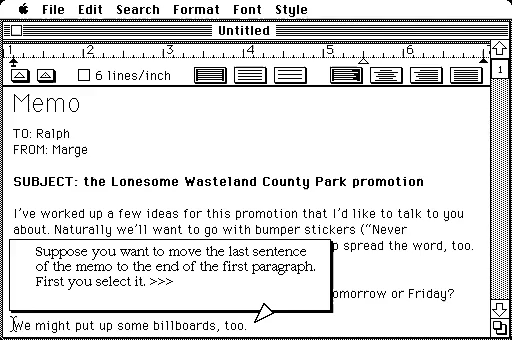 File Edit Search Format Font Style
Untitled
1 2 3 4 5 6 7
6 lines/inch
1
Memo
TO: Ralph
FROM: Marge
SUBJECT: the Lonesome Wasteland County Park promotion
I've worked up a few ideas for this promotion that I'd like to talk to you
about. Naturally we'll want to go with bumper stickers (“Never
p spread the word, too.
Suppose you want to move the last sentence
of the memo to the end of the first paragraph.
First you select it. >>>
omorrow or Friday?
We might put up some billboards, too.